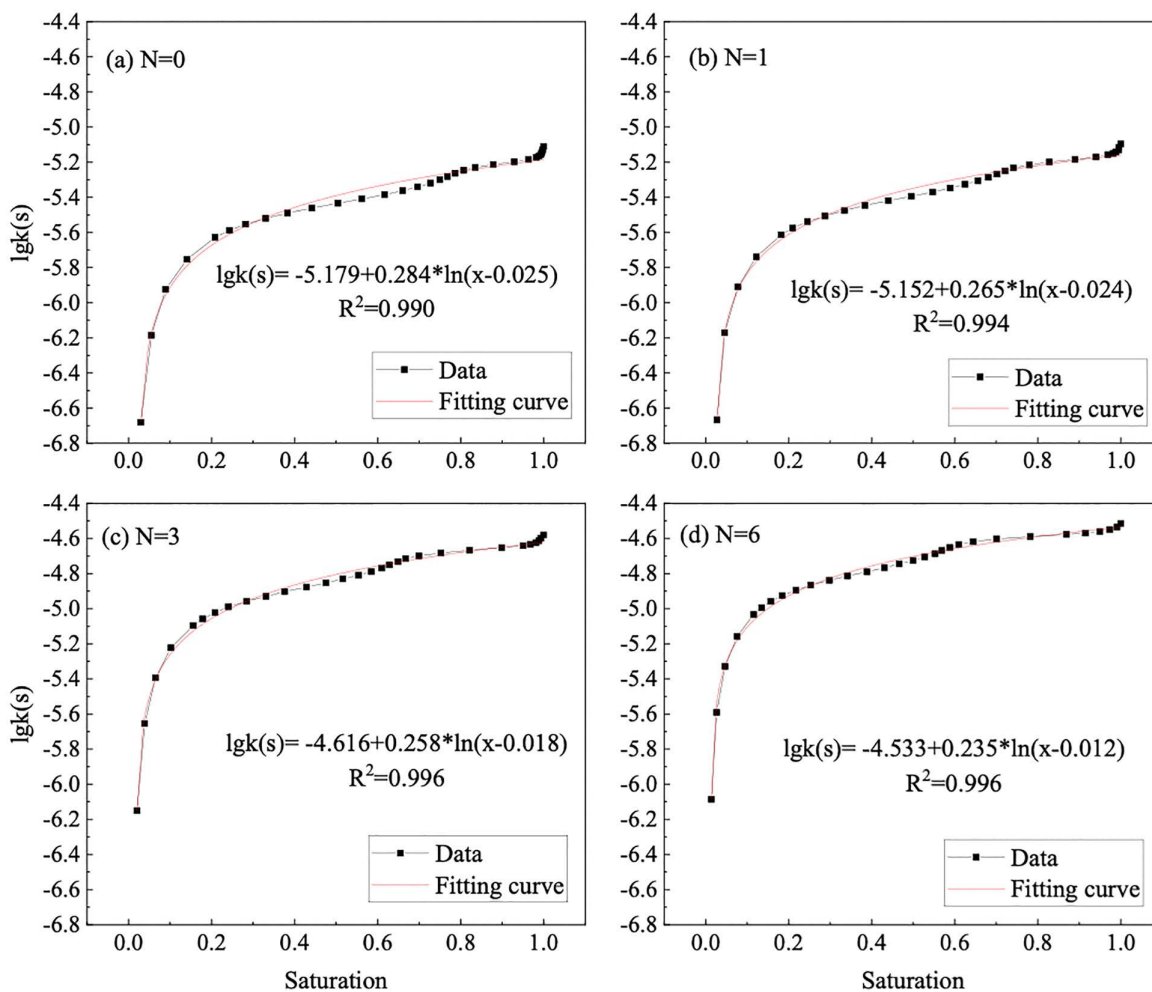 (a) N=0
lgk(s)
-4.4
-4.6
-4.8
-5.0
-5.2
-5.4
-5.6
-5.8
-6.0
-6.2
-6.4
-6.6
-6.8
lgk(s)= -5.179+0.284*ln(x-0.025)
R²=0.990
Data
Fitting curve
0.0 0.2 0.4 0.6 0.8 1.0
(b) N=1
-4.4
-4.6
-4.8
-5.0
-5.2
-5.4
-5.6
-5.8
-6.0
-6.2
-6.4
-6.6
-6.8
lgk(s)= -5.152+0.265*ln(x-0.024)
R²=0.994
Data
Fitting curve
0.0 0.2 0.4 0.6 0.8 1.0
(c) N=3
lgk(s)
-4.4
-4.6
-4.8
-5.0
-5.2
-5.4
-5.6
-5.8
-6.0
-6.2
-6.4
-6.6
-6.8
lgk(s)= -4.616+0.258*ln(x-0.018)
R²=0.996
Data
Fitting curve
0.0 0.2 0.4 0.6 0.8 1.0
Saturation
(d) N=6
-4.4
-4.6
-4.8
-5.0
-5.2
-5.4
-5.6
-5.8
-6.0
-6.2
-6.4
-6.6
-6.8
lgk(s)= -4.533+0.235*ln(x-0.012)
R²=0.996
Data
Fitting curve
0.0 0.2 0.4 0.6 0.8 1.0
Saturation